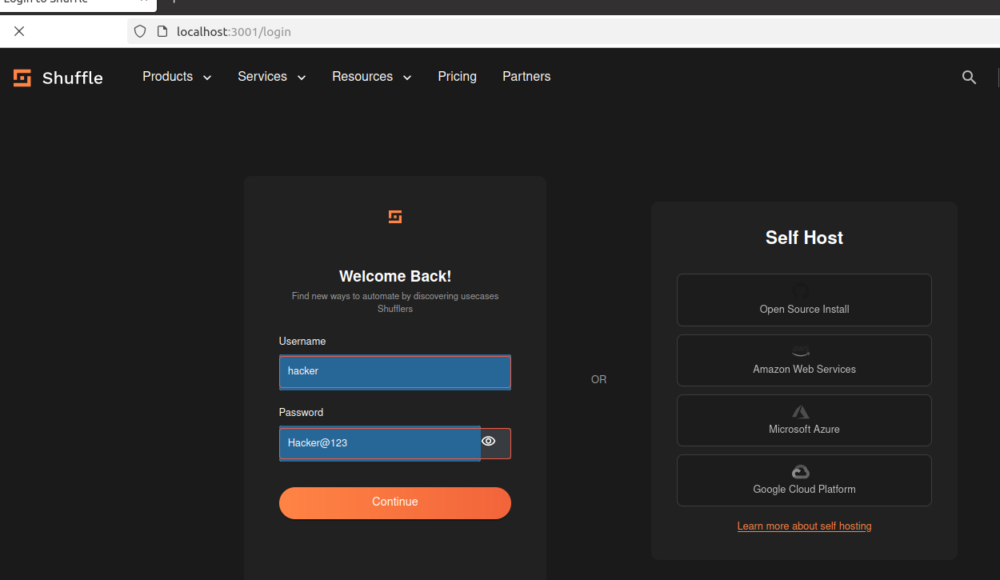 Login to Shuffle
localhost:3001/login
Shuffle
Products
Services
Resources
Pricing
Partners
Welcome Back!
Find new ways to automate by discovering usecases
Shufflers
Username
hacker
Password
Hacker@123
Continue
OR
Self Host
Open Source Install
aws
Amazon Web Services
Microsoft Azure
Google Cloud Platform
Learn more about self hosting